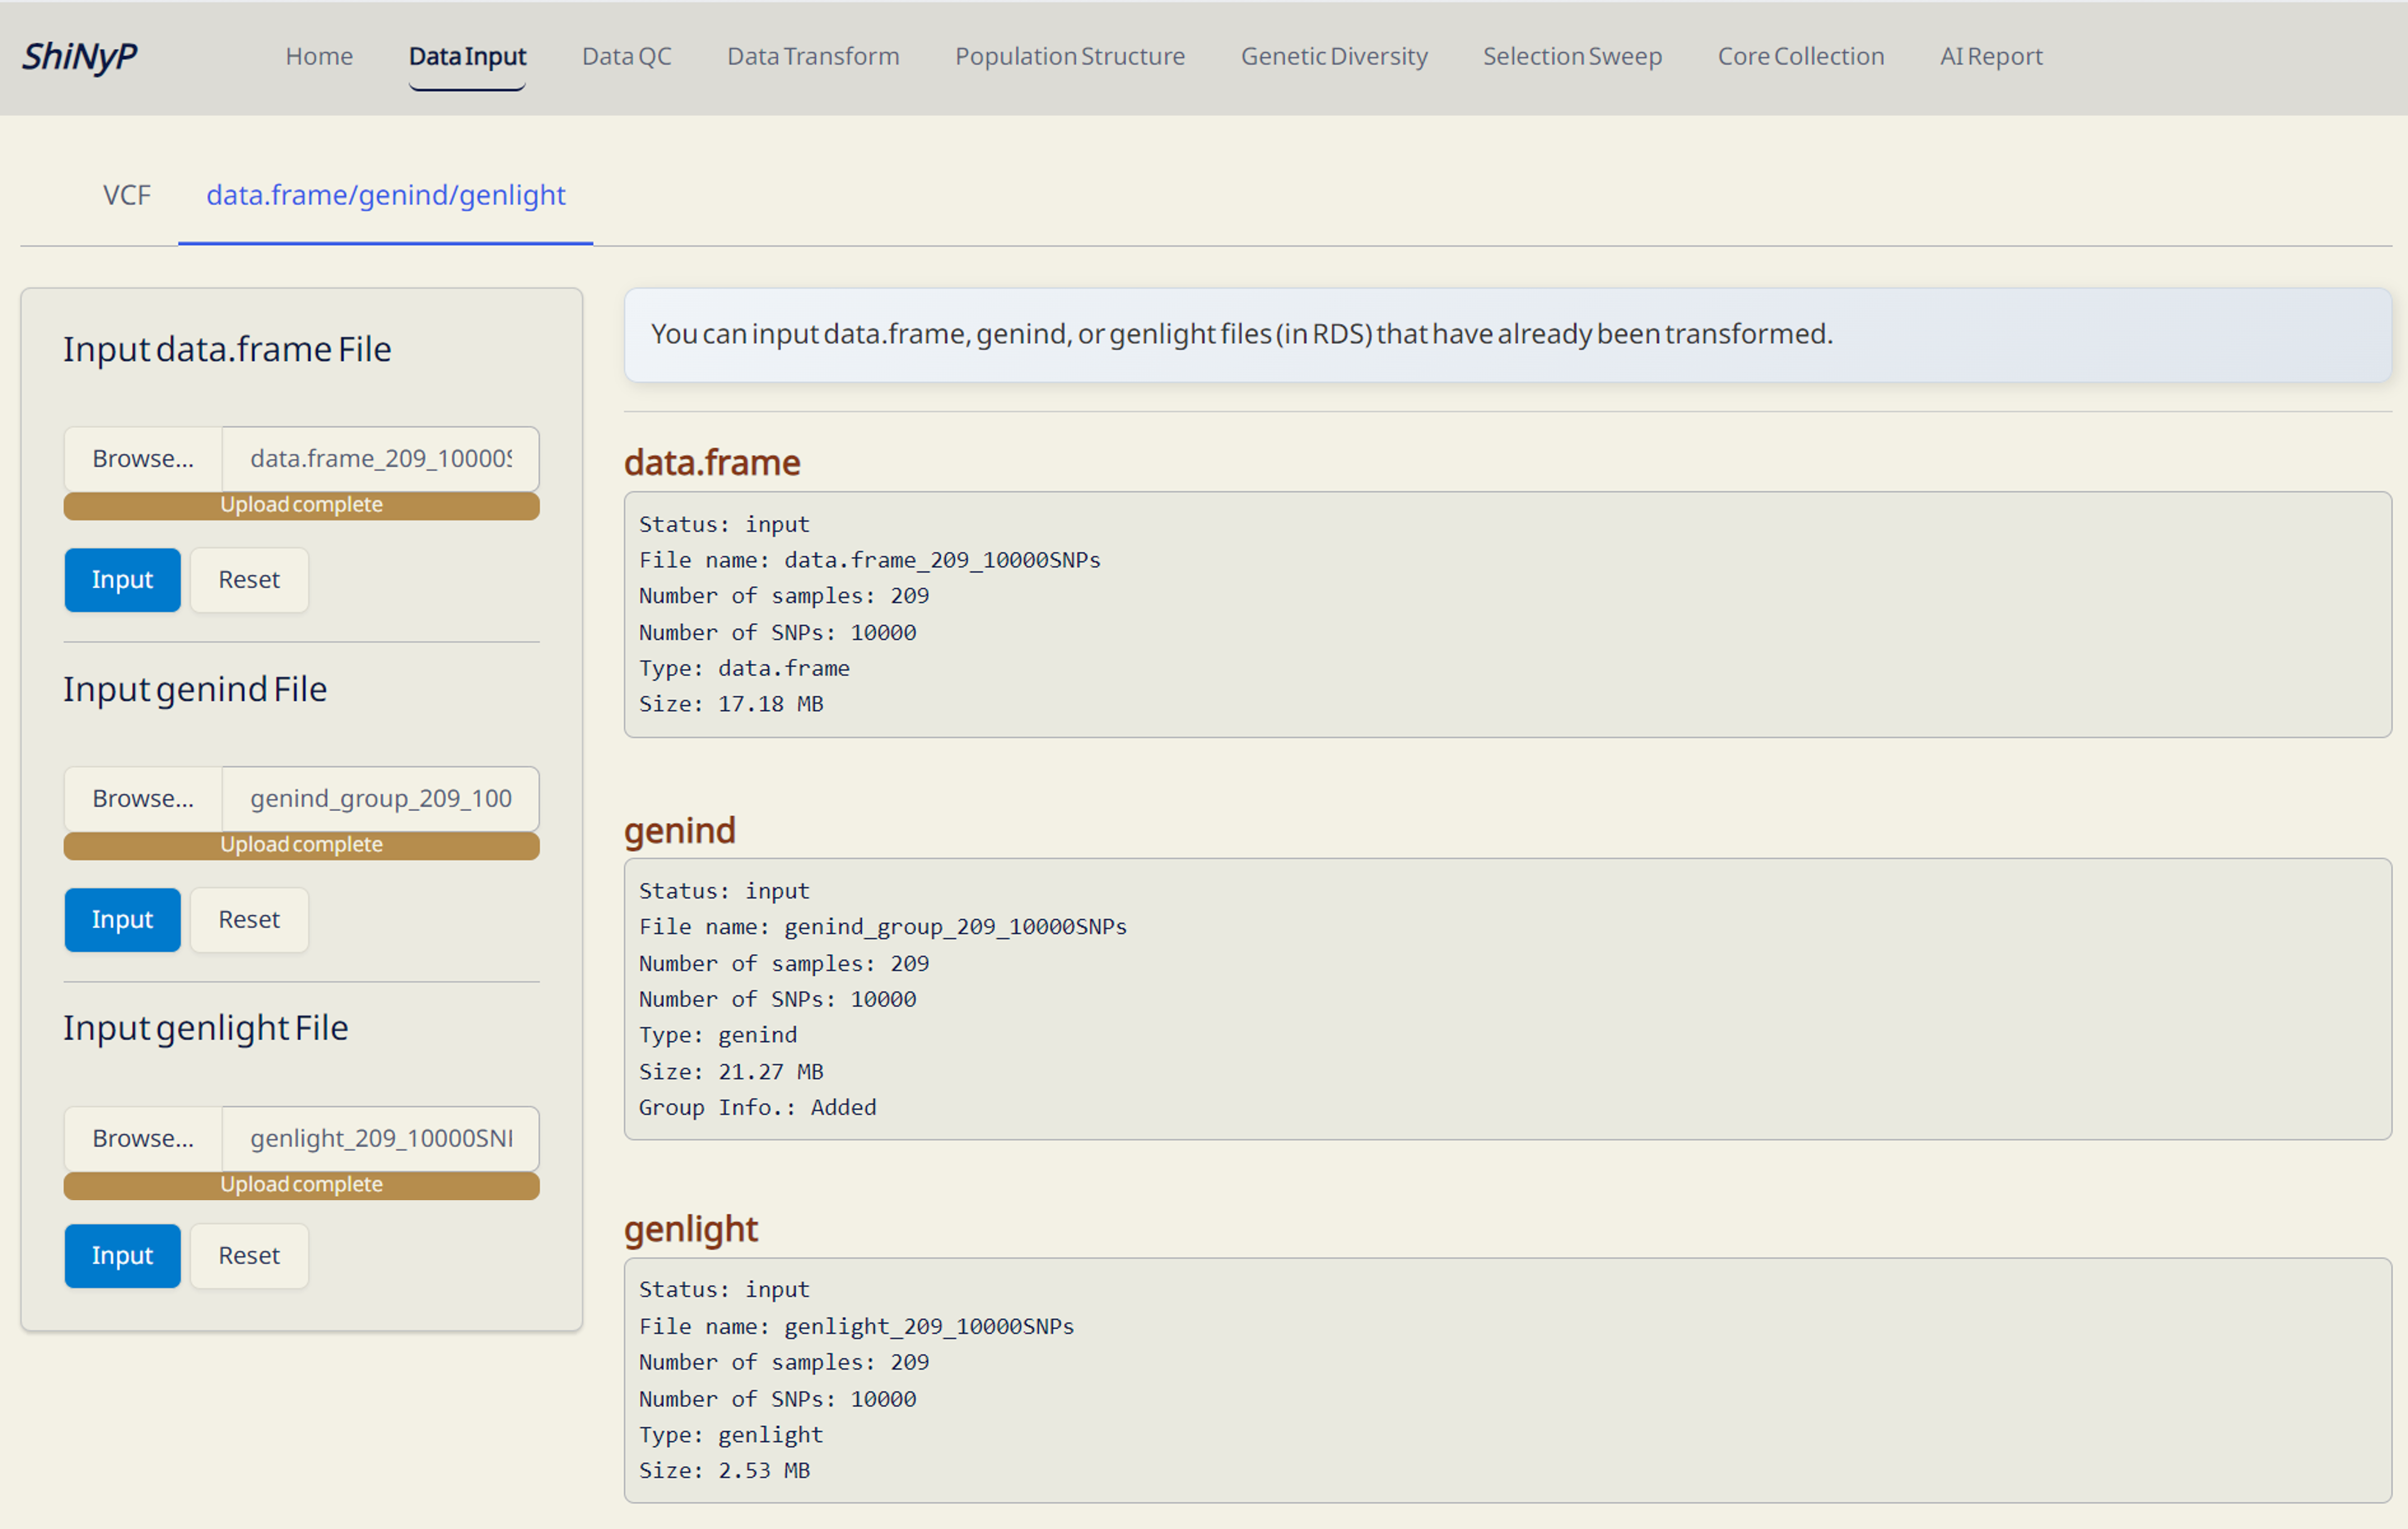 ShiNyP
Home Data Input Data QC Data Transform Population Structure Genetic Diversity Selection Sweep Core Collection AI Report
VCF data.frame/genind/genlight
Input data.frame File
Browse... data.frame_209_10000S
Upload complete
Input Reset
Input genind File
Browse... genind_group_209_100
Upload complete
Input Reset
Input genlight File
Browse... genlight_209_10000SNI
Upload complete
Input Reset
You can input data.frame, genind, or genlight files (in RDS) that have already been transformed.
data.frame
Status: input
File name: data.frame_209_10000SNPs
Number of samples: 209
Number of SNPs: 10000
Type: data.frame
Size: 17.18 MB
genind
Status: input
File name: genind_group_209_10000SNPs
Number of samples: 209
Number of SNPs: 10000
Type: genind
Size: 21.27 MB
Group Info.: Added
genlight
Status: input
File name: genlight_209_10000SNPs
Number of samples: 209
Number of SNPs: 10000
Type: genlight
Size: 2.53 MB